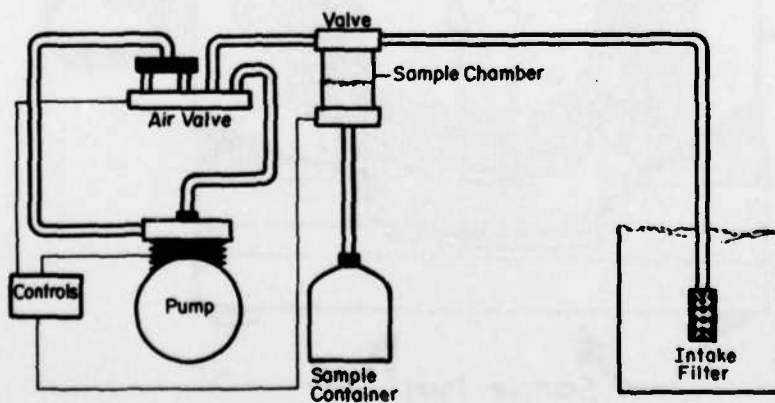 Valve
Sample Chamber
Air Valve
Controls
Pump
Sample
Container
Intake
Filter